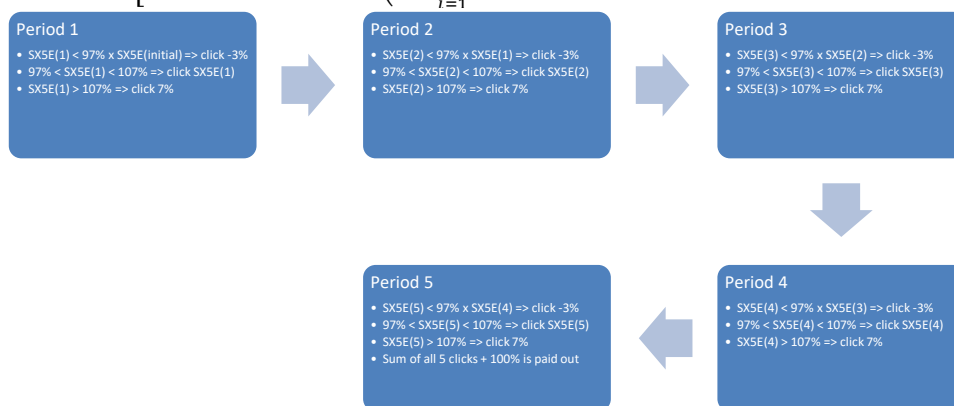 i=1
Period 1
• SX5E(1) < 97% x SX5E(initial) => click -3%
• 97% < SX5E(1) < 107% => click SX5E(1)
• SX5E(1) > 107% => click 7%
Period 2
• SX5E(2) < 97% x SX5E(1) => click -3%
• 97% < SX5E(2) < 107% => click SX5E(2)
• SX5E(2) > 107% => click 7%
Period 3
• SX5E(3) < 97% x SX5E(2) => click -3%
• 97% < SX5E(3) < 107% => click SX5E(3)
• SX5E(3) > 107% => click 7%
Period 4
• SX5E(4) < 97% x SX5E(3) => click -3%
• 97% < SX5E(4) < 107% => click SX5E(4)
• SX5E(4) > 107% => click 7%
Period 5
• SX5E(5) < 97% x SX5E(4) => click -3%
• 97% < SX5E(5) < 107% => click SX5E(5)
• SX5E(5) > 107% => click 7%
• Sum of all 5 clicks + 100% is paid out